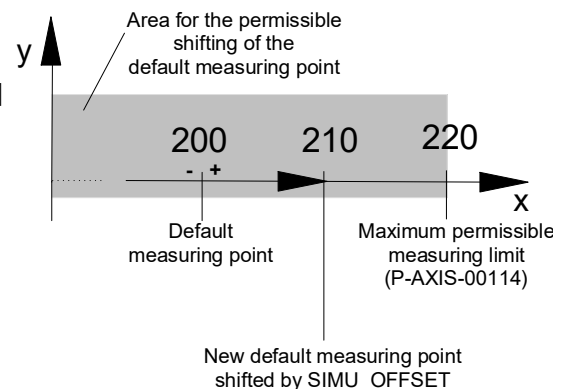 Area for the permissible
shifting of the
default measuring point
y
200
210
220
- +
x
Default
measuring point
Maximum permissible
measuring limit
(P-AXIS-00114)
New default measuring point
shifted by SIMU_OFFSET